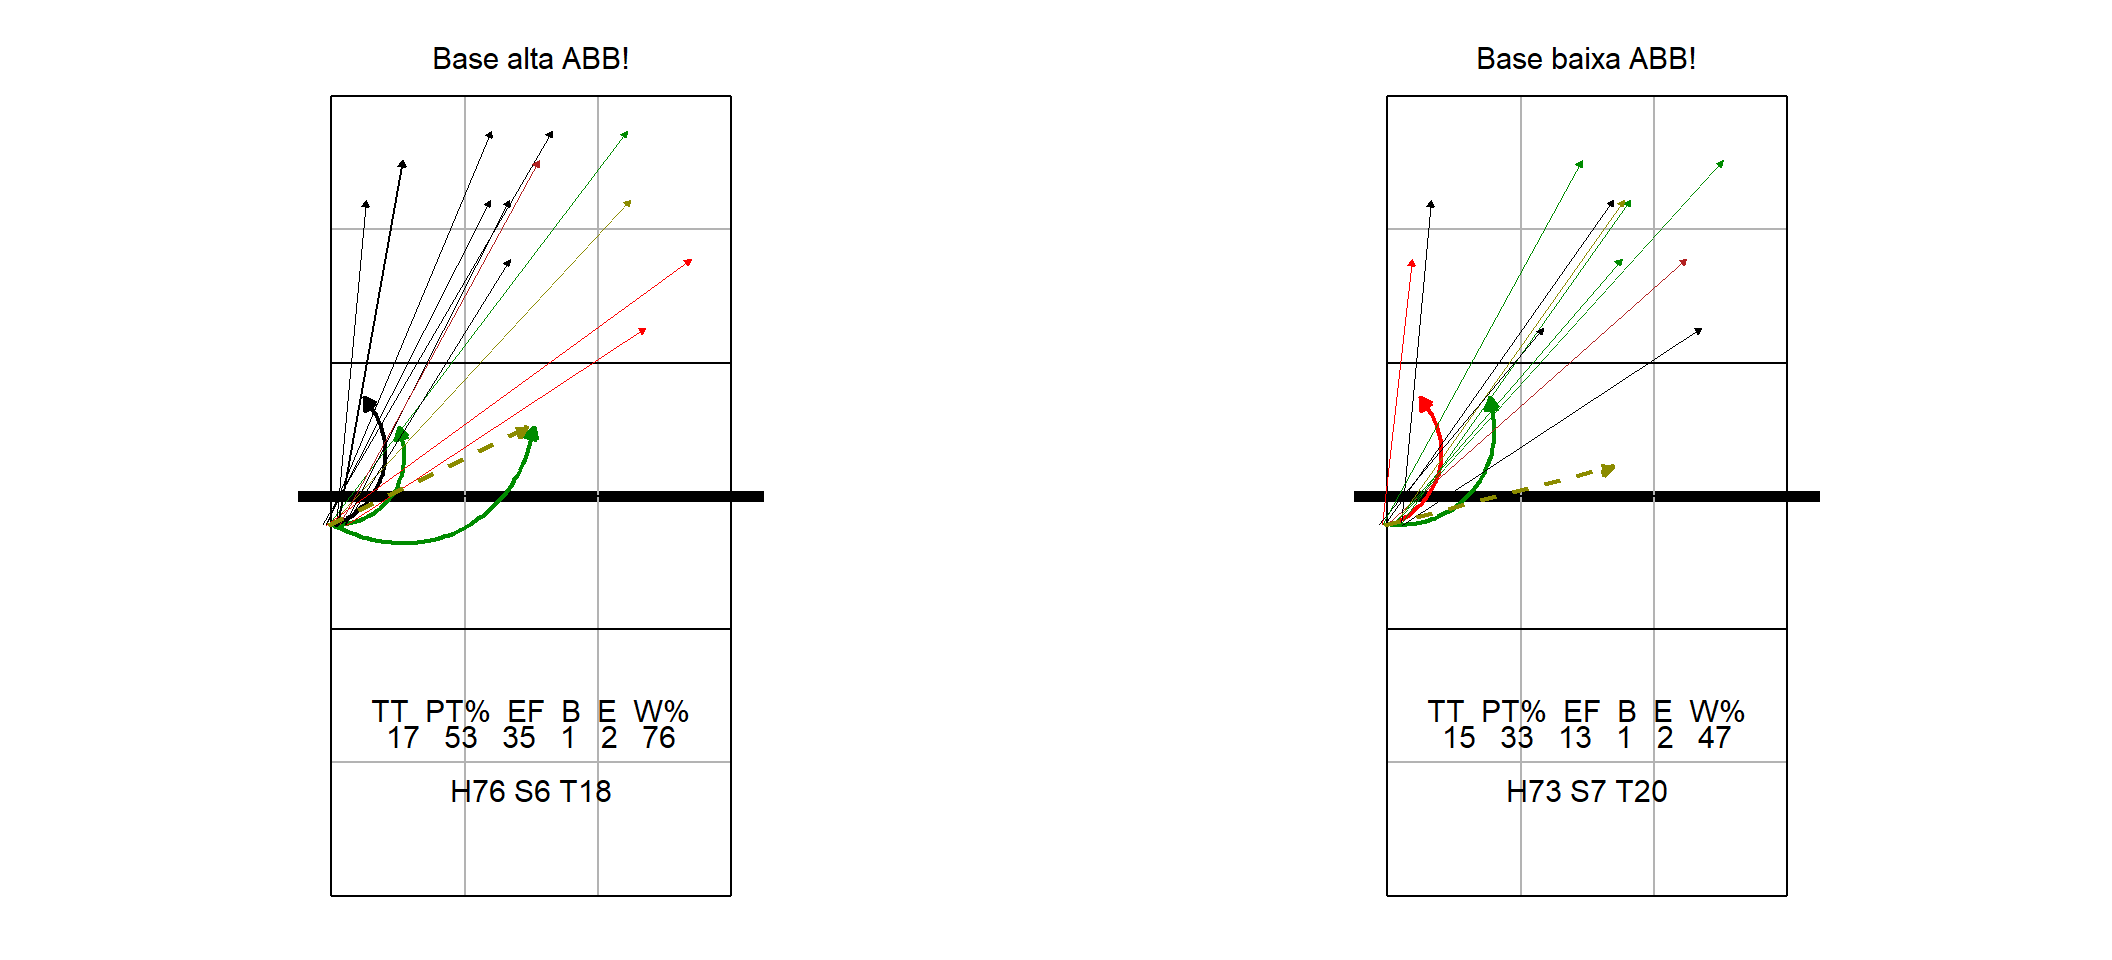 Base alta ABB!
TT PT% EF B E W%
17 53 35 1 2 76
H76 S6 T18
Base baixa ABB!
TT PT% EF B E W%
15 33 13 1 2 47
H73 S7 T20